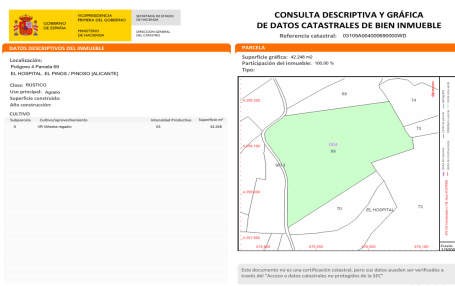 GOBIERNO
DE ESPAÑA
VICEPRESIDENCIA
PRIMERA DEL GOBIERNO
MINISTERIO
DE HACIENDA
SECRETARÍA DE ESTADO
DE HACIENDA
DIRECCIÓN GENERAL
DEL CATASTRO
CONSULTA DESCRIPTIVA Y GRÁFICA
DE DATOS CATASTRALES DE BIEN INMUEBLE
Referencia catastral: 03105A004000690000WD
DATOS DESCRIPTIVOS DEL INMUEBLE
Localización:
Polígono 4 Parcela 69
EL HOSPITAL. EL PINOS / PINOSO [ALICANTE]
Clase: RÚSTICO
Uso principal: Agrario
Superficie construida:
Año construcción:
CULTIVO
Subparcela Cultivo/aprovechamiento Intensidad Productiva Superficie m²
0 VR Viñedos regadío 03 42.248
PARCELA
Superficie gráfica: 42.248 m2
Participación del inmueble: 100,00 %
Tipo:
68
74
73
69
70
72
EL HOSPITAL
Este documento no es una certificación catastral, pero sus datos pueden ser verificados a
través del "Acceso a datos catastrales no protegidos de la SEC"